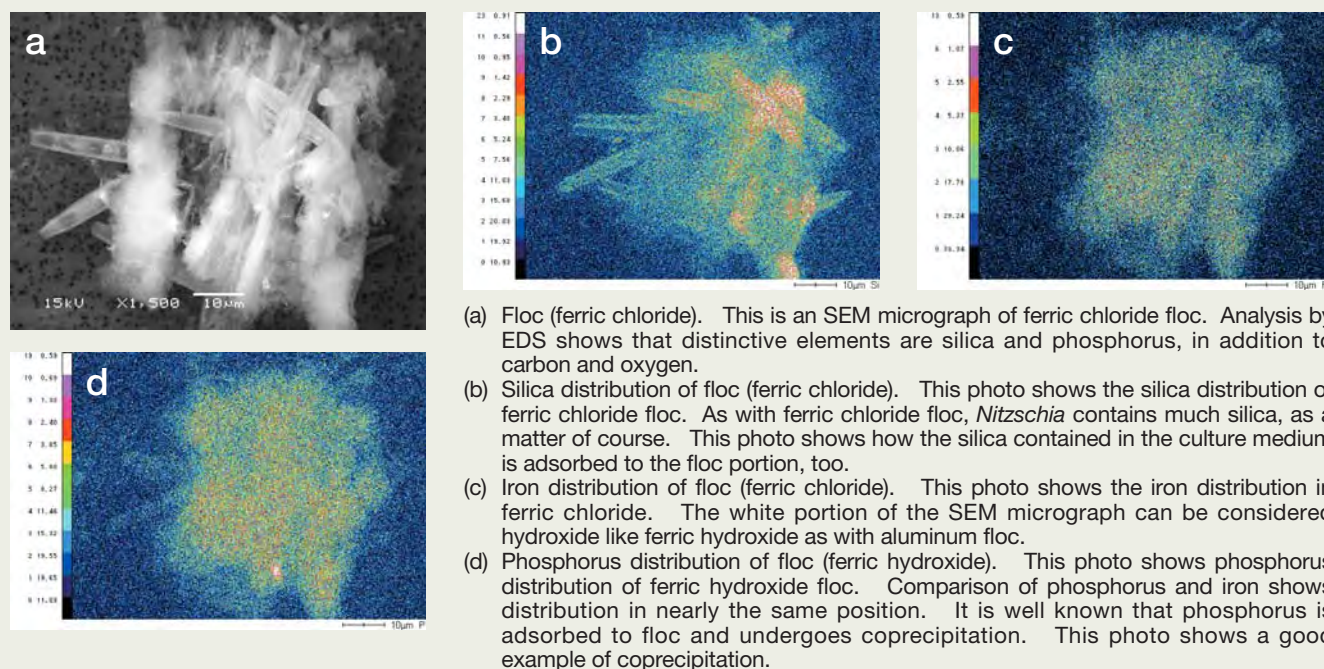 a
15kV X1,500 10μm
b
10μm Si
c
10μm
d
10μm P
(a) Floc (ferric chloride). This is an SEM micrograph of ferric chloride floc. Analysis by
EDS shows that distinctive elements are silica and phosphorus, in addition to
carbon and oxygen.
(b) Silica distribution of floc (ferric chloride). This photo shows the silica distribution of
ferric chloride floc. As with ferric chloride floc, Nitzschia contains much silica, as a
matter of course. This photo shows how the silica contained in the culture medium
is adsorbed to the floc portion, too.
(c) Iron distribution of floc (ferric chloride). This photo shows the iron distribution in
ferric chloride. The white portion of the SEM micrograph can be considered
hydroxide like ferric hydroxide as with aluminum floc.
(d) Phosphorus distribution of floc (ferric hydroxide). This photo shows phosphorus
distribution of ferric hydroxide floc. Comparison of phosphorus and iron shows
distribution in nearly the same position. It is well known that phosphorus is
adsorbed to floc and undergoes coprecipitation. This photo shows a good
example of coprecipitation.